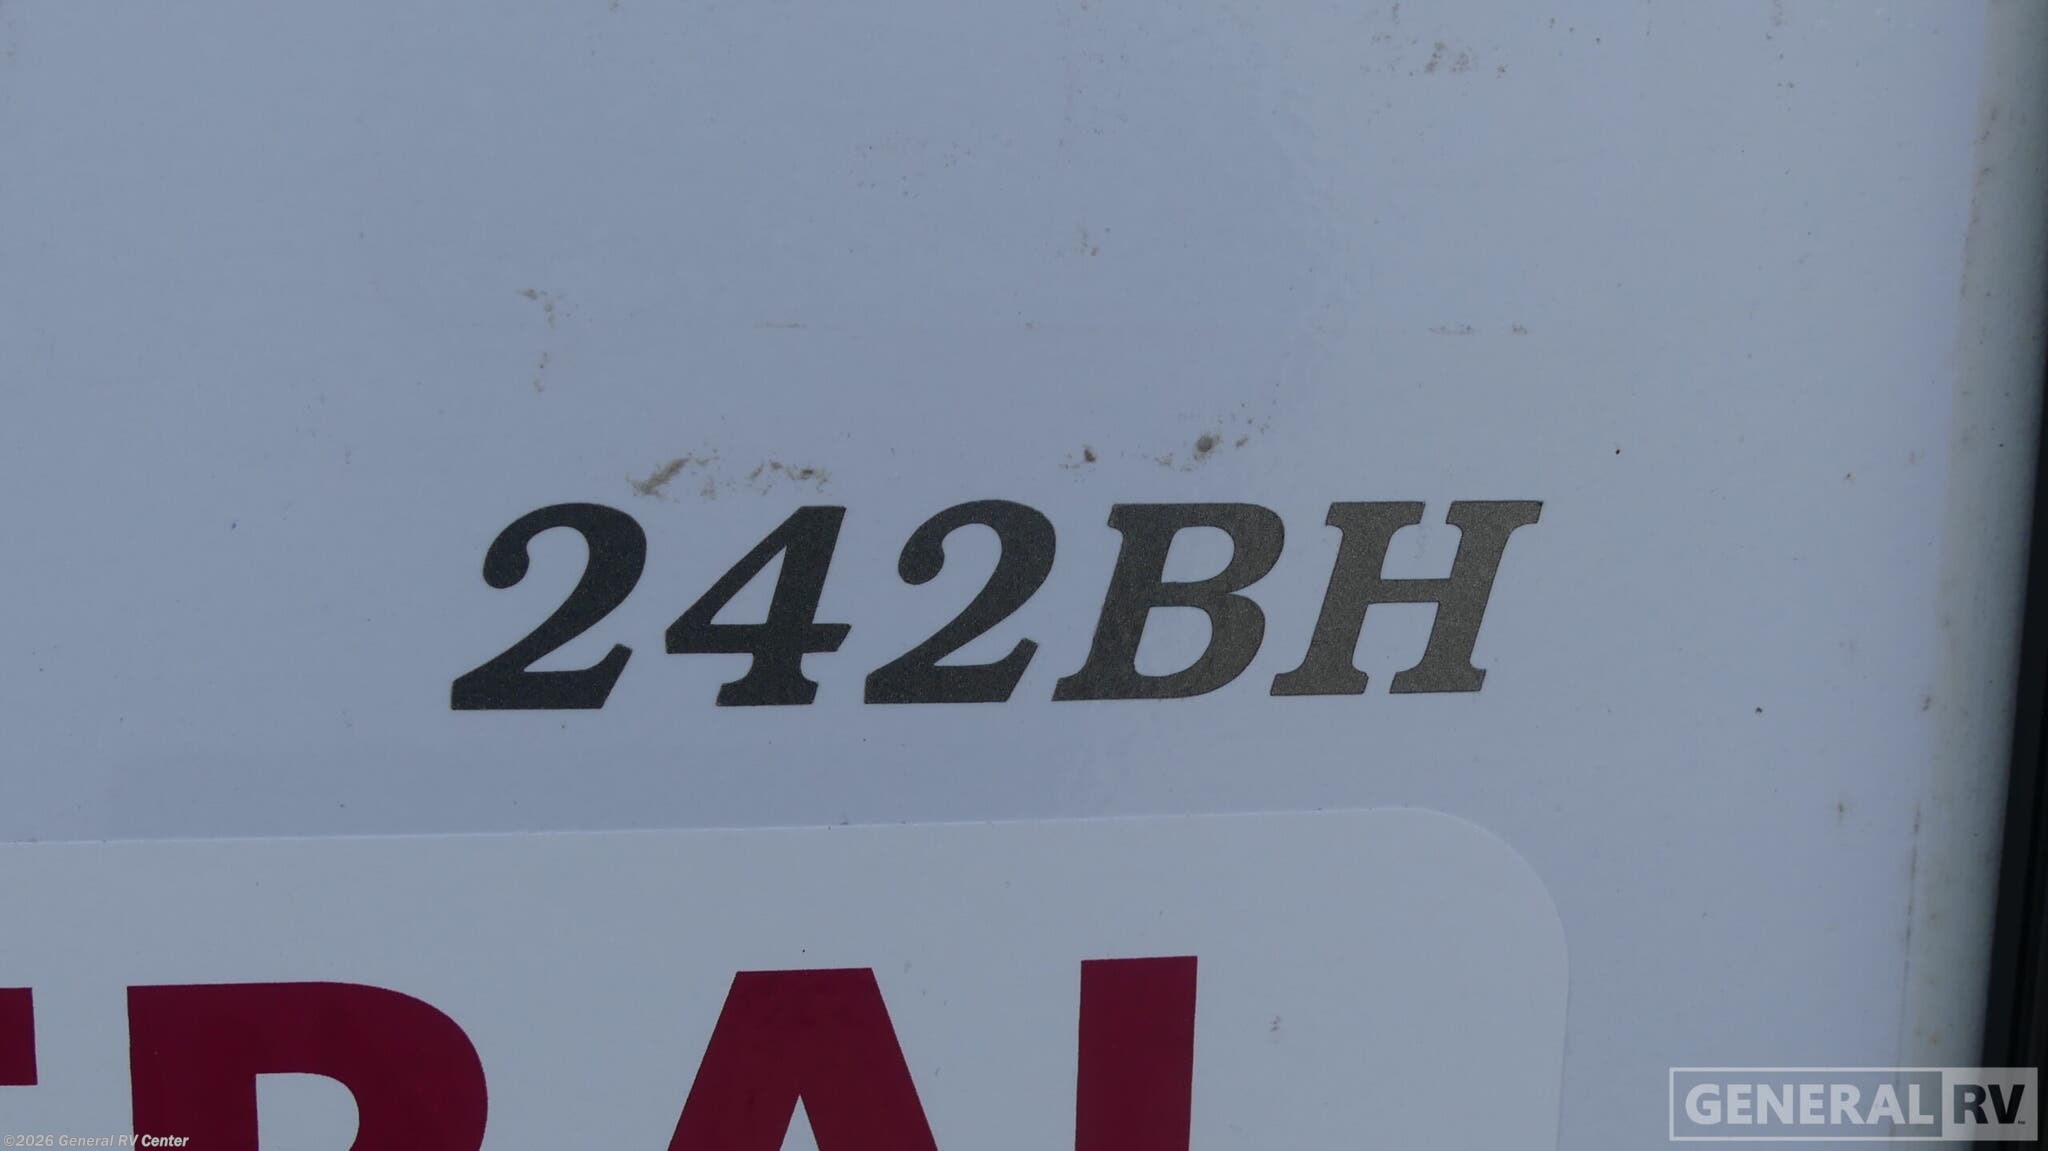 242BH
GENERAL RV
©2026 General RV Center